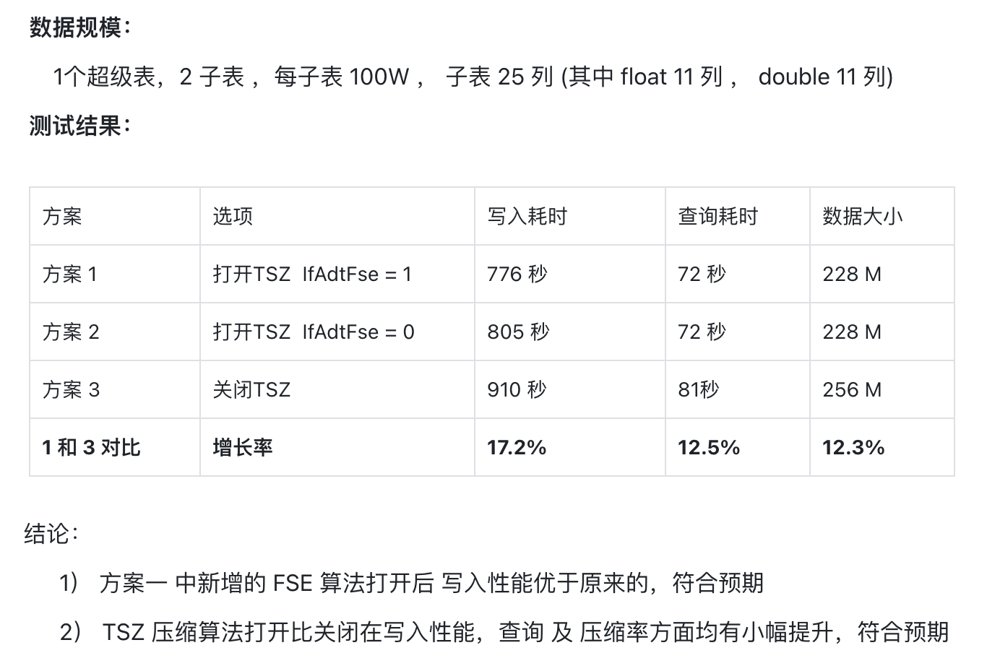 数据规模：
1个超级表，2 子表 ，每子表 100W ， 子表 25 列 (其中 float 11 列 ， double 11 列)
测试结果：
方案 选项 写入耗时 查询耗时 数据大小
方案 1 打开TSZ IfAdtFse = 1 776 秒 72 秒 228 M
方案 2 打开TSZ IfAdtFse = 0 805 秒 72 秒 228 M
方案 3 关闭TSZ 910 秒 81秒 256 M
1 和 3 对比 增长率 17.2% 12.5% 12.3%
结论：
1） 方案一 中新增的 FSE 算法打开后 写入性能优于原来的，符合预期
2） TSZ 压缩算法打开比关闭在写入性能，查询 及 压缩率方面均有小幅提升，符合预期